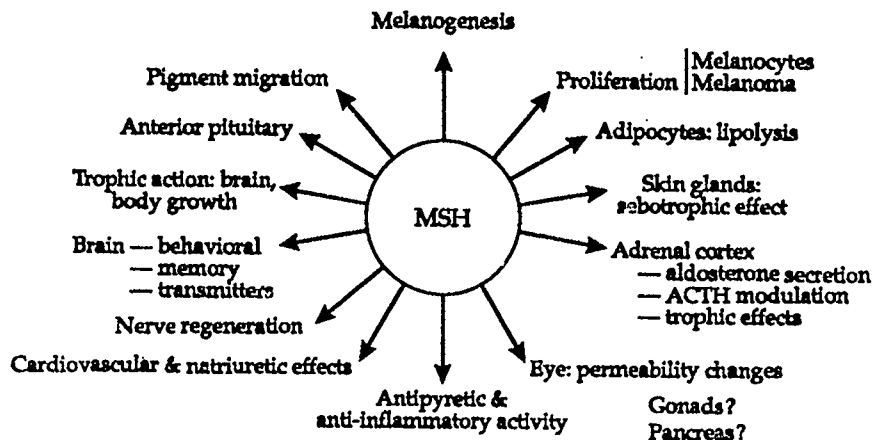 Melanogenesis
Pigment migration
Proliferation
Melanocytes
Melanoma
Anterior pituitary
Adipocytes: lipolysis
Trophic action: brain,
body growth
Skin glands:
sebotrophic effect
MSH
Brain — behavioral
— memory
— transmitters
Adrenal cortex
— aldosterone secretion
— ACTH modulation
— trophic effects
Nerve regeneration
Cardiovascular & natriuretic effects
Eye: permeability changes
Antipyretic &
anti-inflammatory activity
Gonads?
Pancreas?